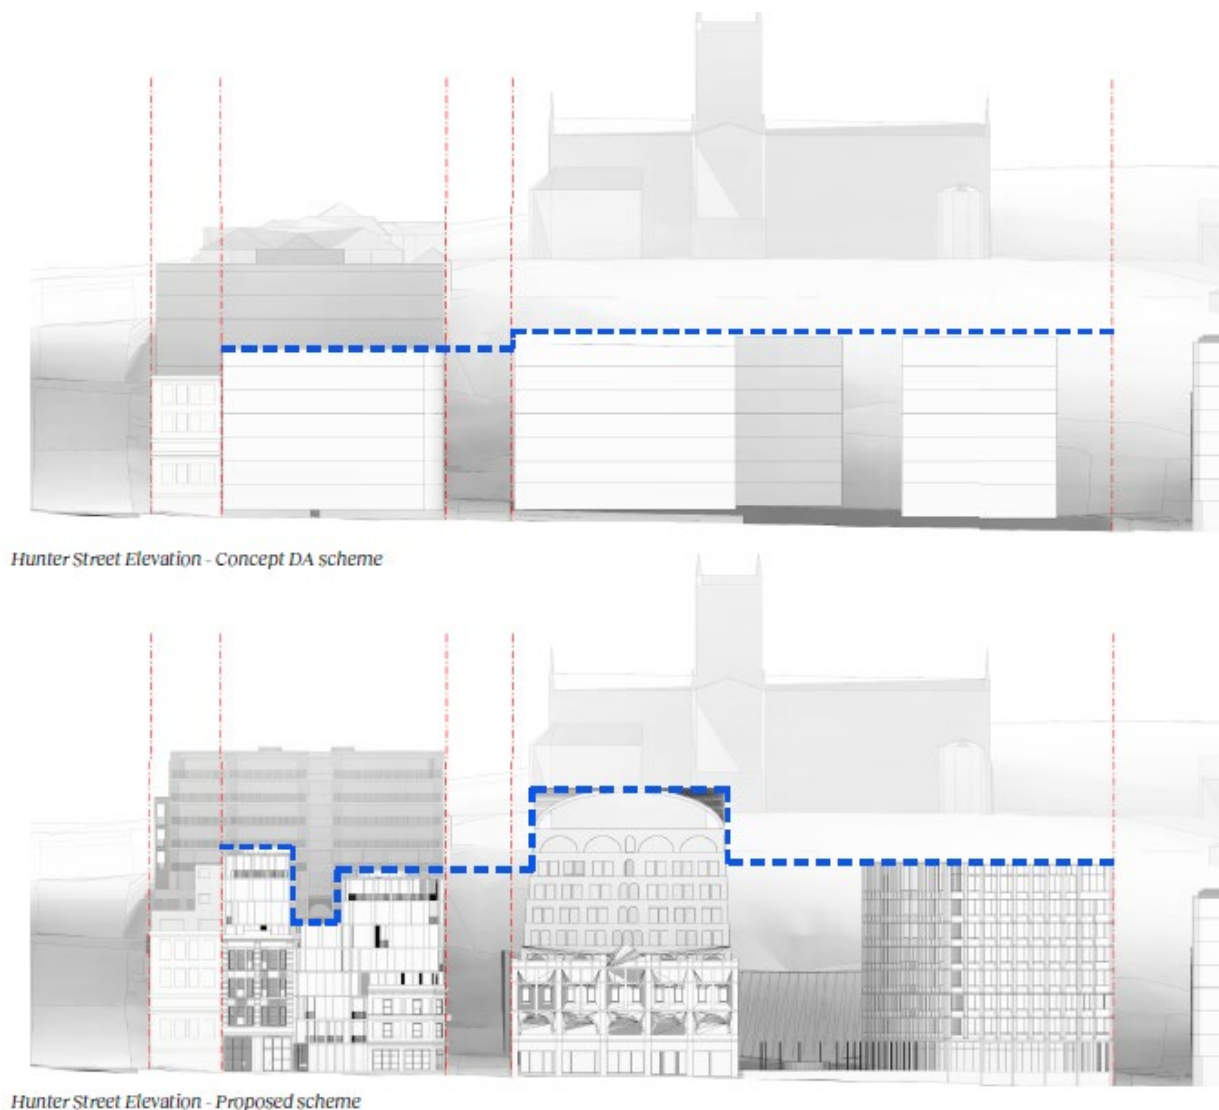 Hunter Street Elevation - Concept DA scheme
Hunter Street Elevation - Proposed scheme